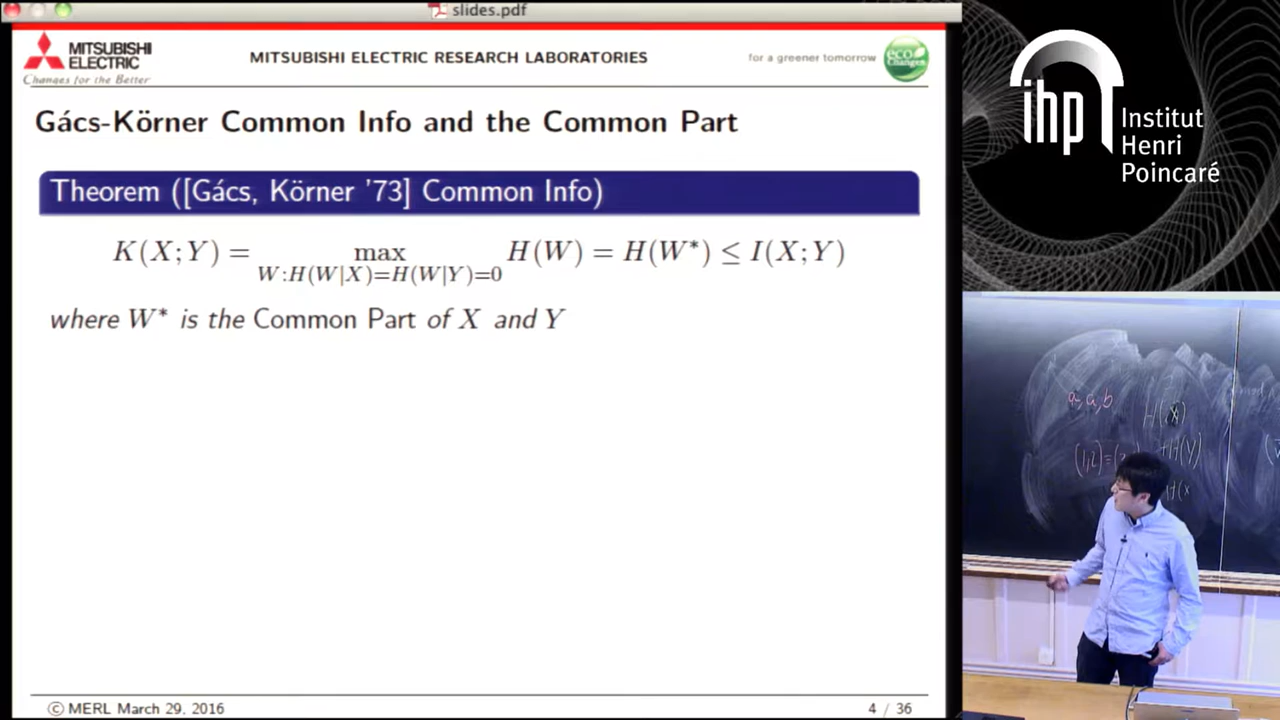 slides.pdf
MITSUBISHI ELECTRIC
Changes for the Better
MITSUBISHI ELECTRIC RESEARCH LABORATORIES
for a greener tomorrow
eco Changes
Gács-Körner Common Info and the Common Part
Theorem ([Gács, Körner '73] Common Info)
K(X;Y) = max_{W:H(W|X)=H(W|Y)=0} H(W) = H(W*) ≤ I(X;Y)
where W* is the Common Part of X and Y
© MERL March 29, 2016
4 / 36
ihp
Institut
Henri
Poincaré
a,a,b
H(X)
+H(Y)